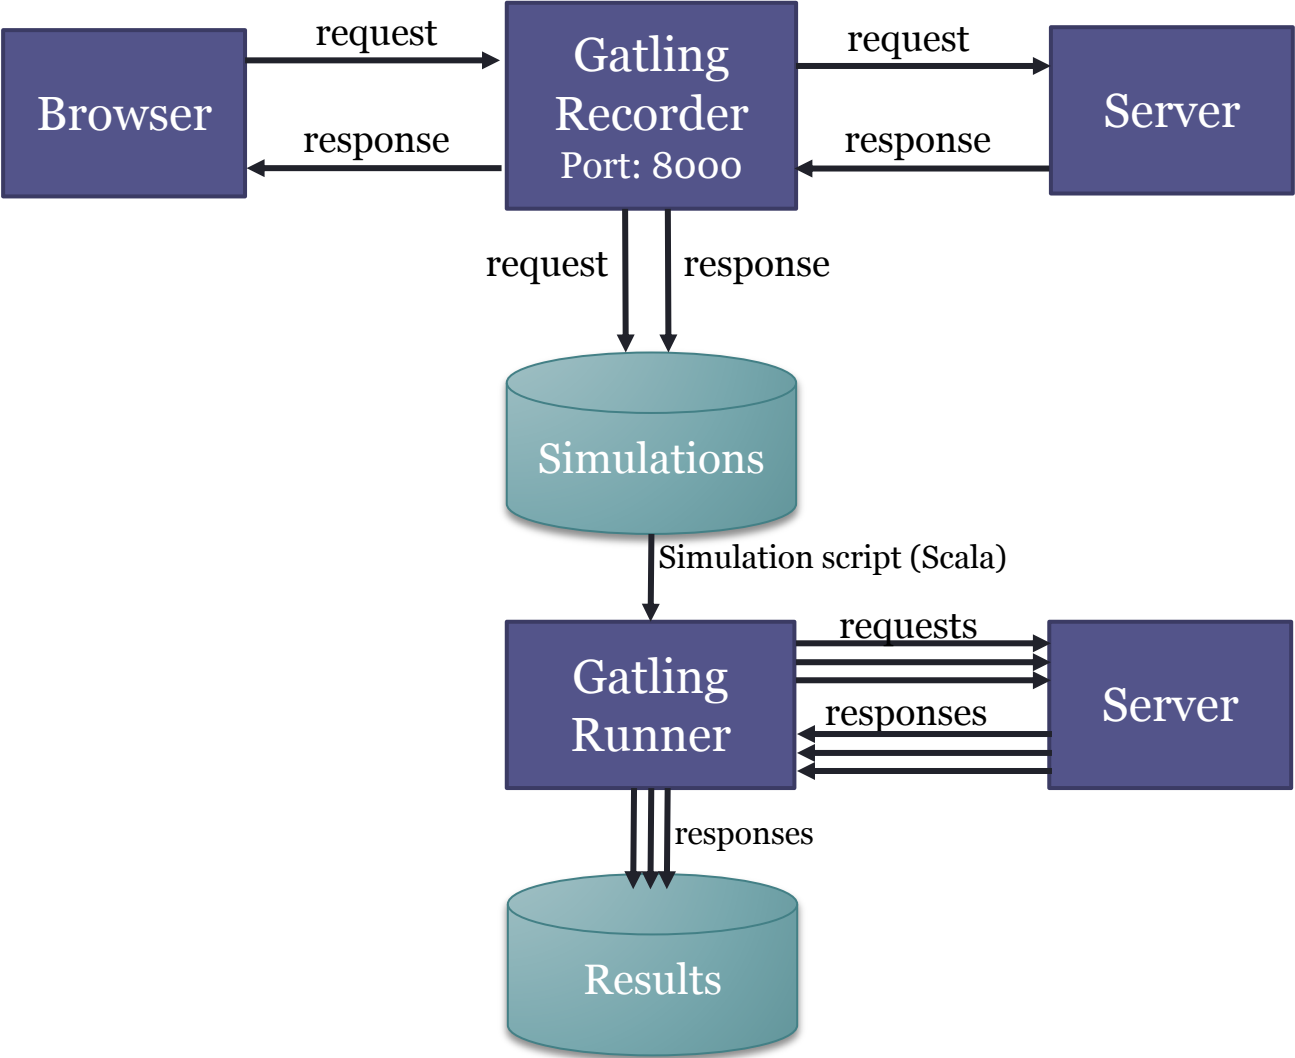 request
Gatling
Recorder
Port: 8000
request
Browser
Server
response
response
request
response
Simulations
Simulation script (Scala)
requests
Gatling
Runner
Server
responses
responses
Results